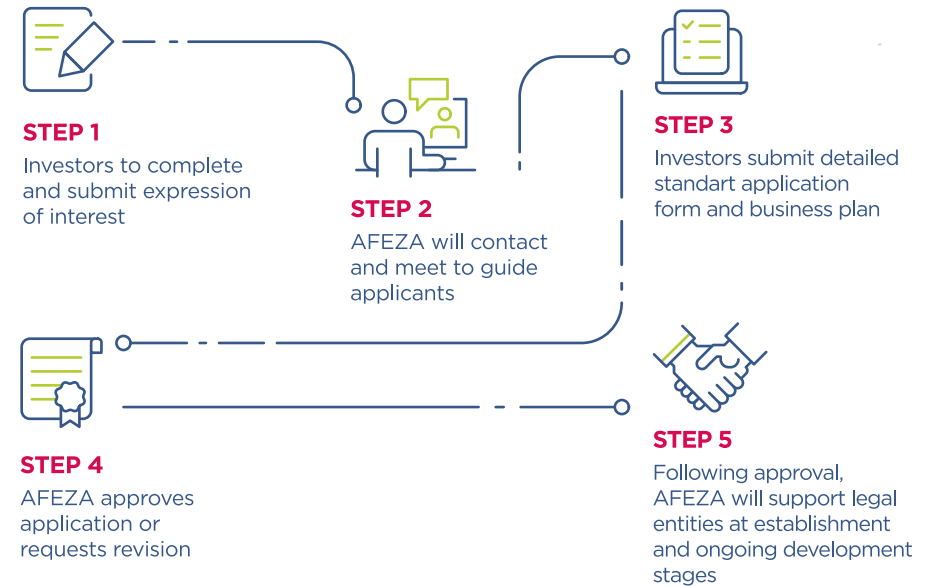 STEP 1
Investors to complete
and submit expression
of interest
STEP 2
AFEZA will contact
and meet to guide
applicants
STEP 3
Investors submit detailed
standart application
form and business plan
STEP 4
AFEZA approves
application or
requests revision
STEP 5
Following approval,
AFEZA will support legal
entities at establishment
and ongoing development
stages